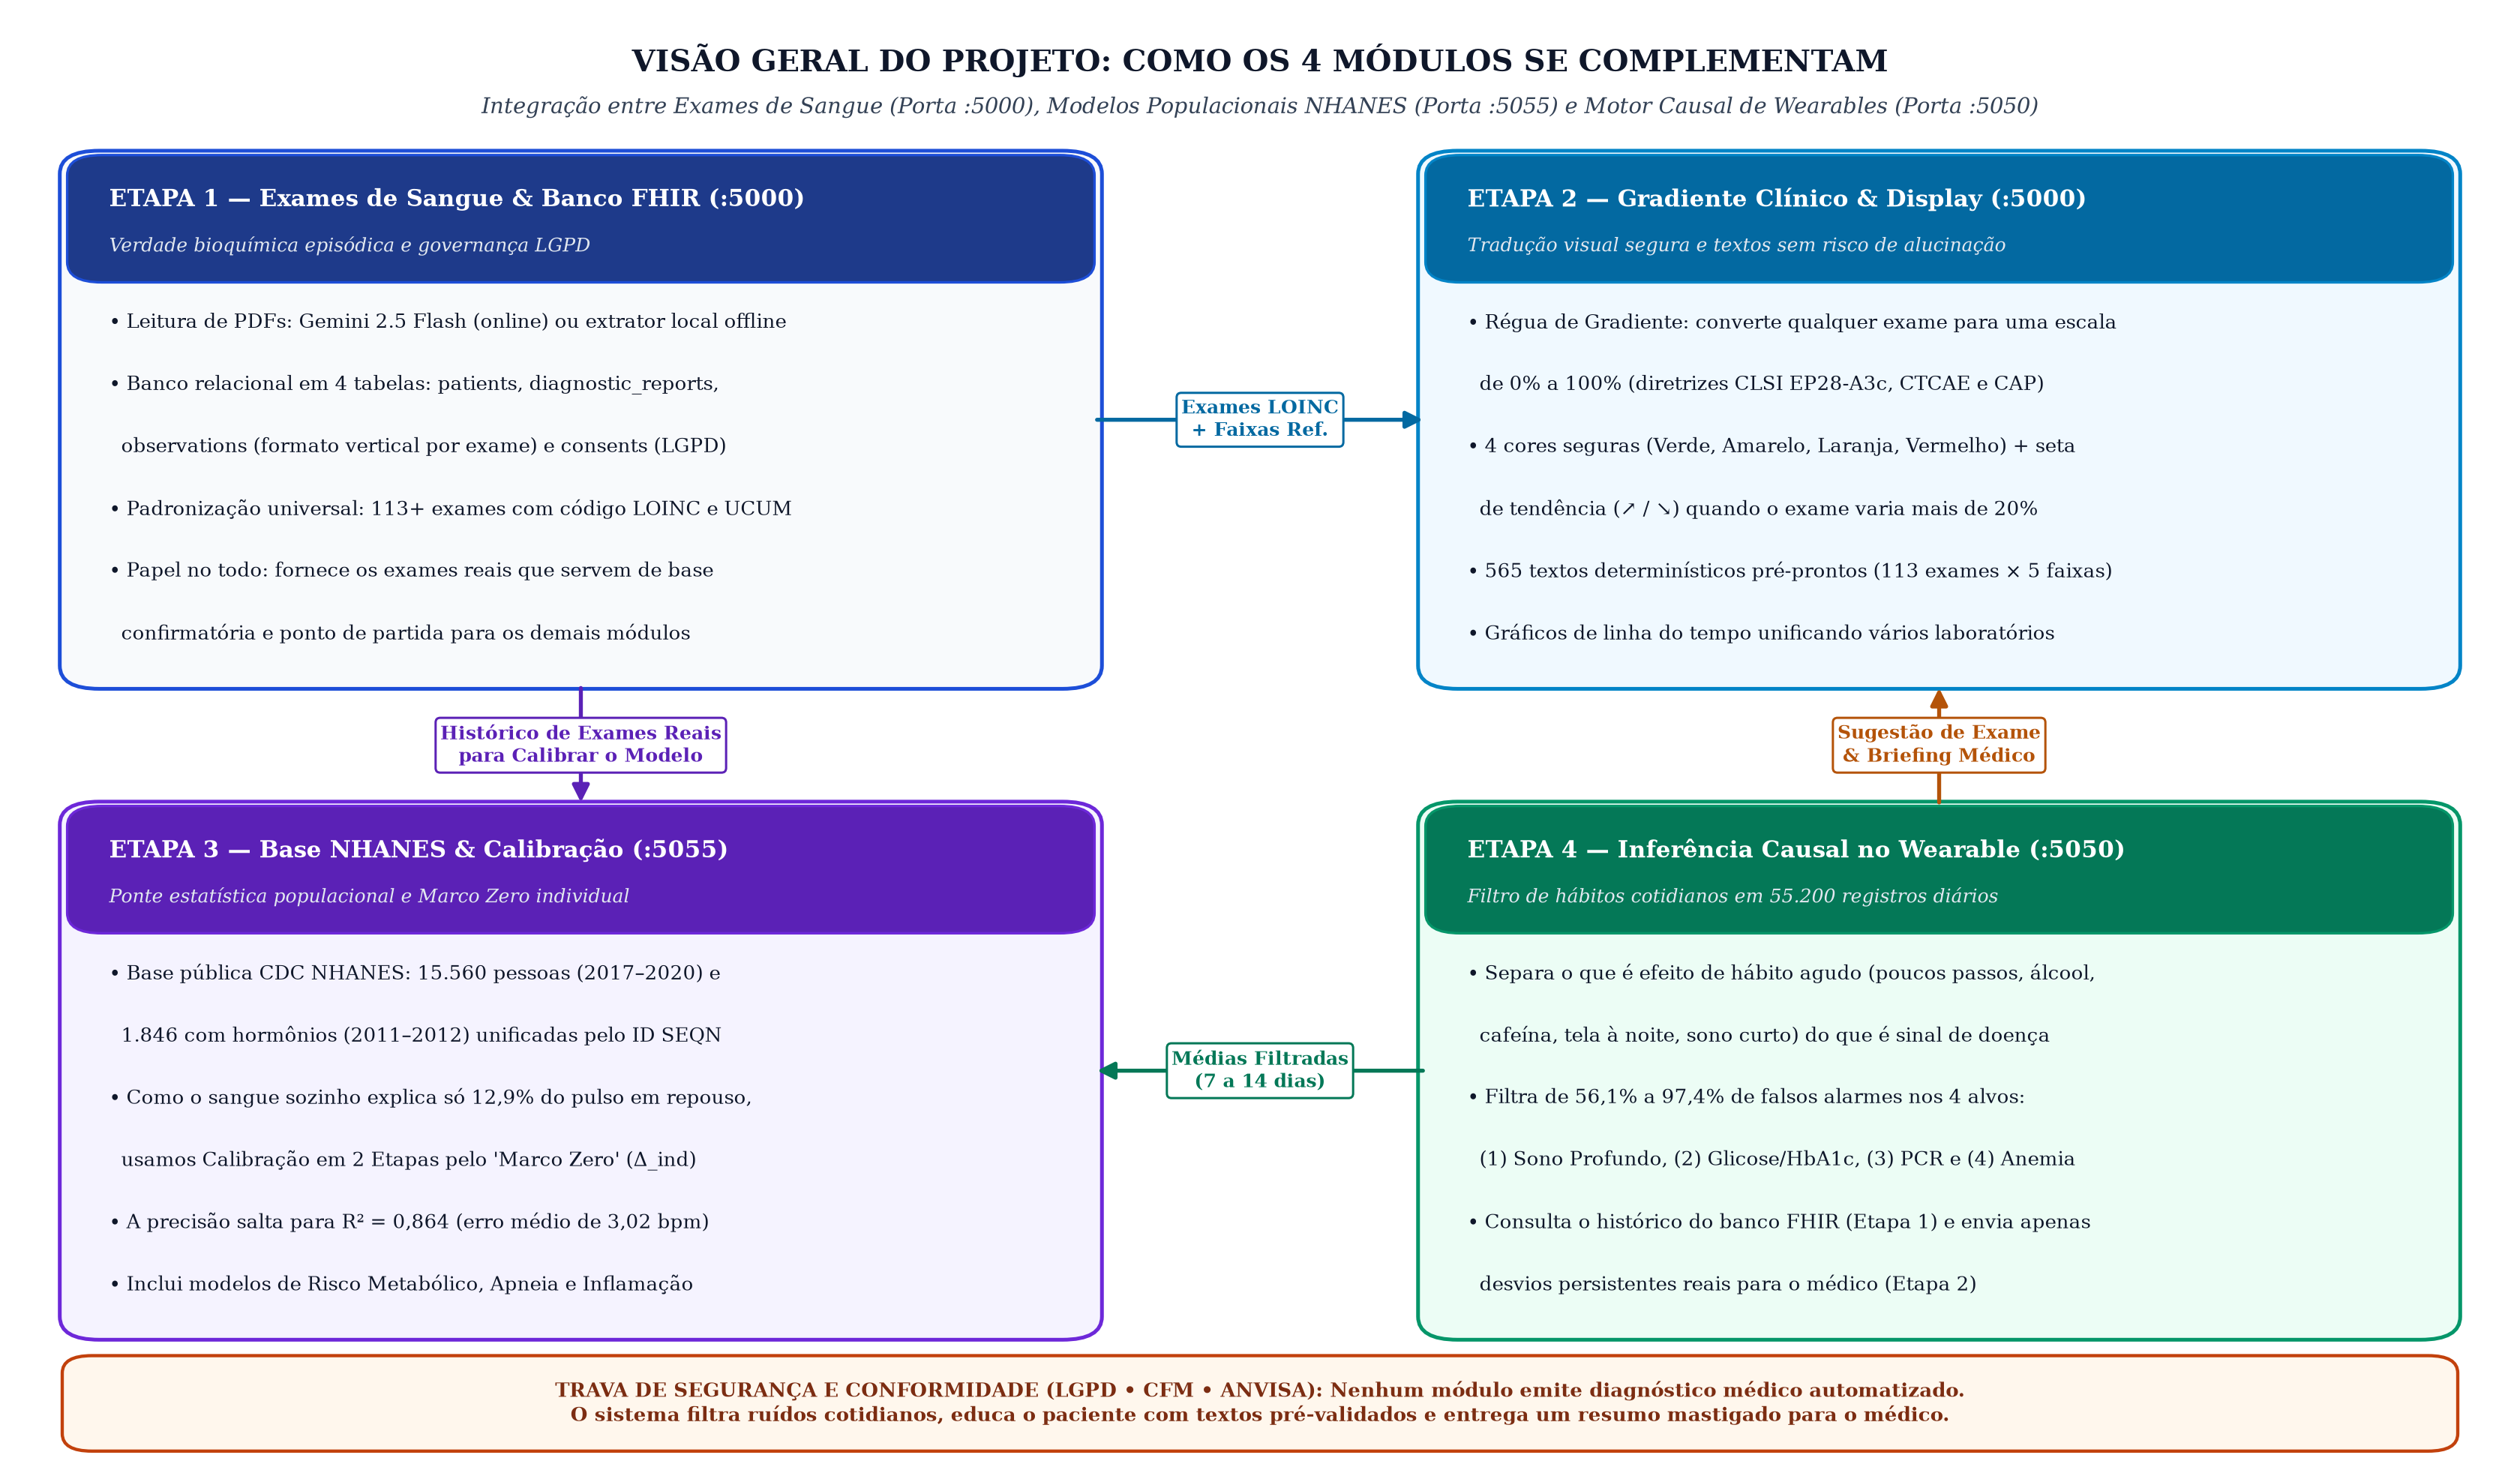 VISÃO GERAL DO PROJETO: COMO OS 4 MÓDULOS SE COMPLEMENTAM
Integração entre Exames de Sangue (Porta :5000), Modelos Populacionais NHANES (Porta :5055) e Motor Causal de Wearables (Porta :5050)
ETAPA 1 — Exames de Sangue & Banco FHIR (:5000)
Verdade bioquímica episódica e governança LGPD
• Leitura de PDFs: Gemini 2.5 Flash (online) ou extrator local offline
• Banco relacional em 4 tabelas: patients, diagnostic_reports,
observations (formato vertical por exame) e consents (LGPD)
• Padronização universal: 113+ exames com código LOINC e UCUM
• Papel no todo: fornece os exames reais que servem de base
confirmatória e ponto de partida para os demais módulos
Exames LOINC
+ Faixas Ref.
ETAPA 2 — Gradiente Clínico & Display (:5000)
Tradução visual segura e textos sem risco de alucinação
• Régua de Gradiente: converte qualquer exame para uma escala
de 0% a 100% (diretrizes CLSI EP28-A3c, CTCAE e CAP)
• 4 cores seguras (Verde, Amarelo, Laranja, Vermelho) + seta
de tendência (↗ / ↘) quando o exame varia mais de 20%
• 565 textos determinísticos pré-prontos (113 exames × 5 faixas)
• Gráficos de linha do tempo unificando vários laboratórios
Histórico de Exames Reais
para Calibrar o Modelo
Sugestão de Exame
& Briefing Médico
ETAPA 3 — Base NHANES & Calibração (:5055)
Ponte estatística populacional e Marco Zero individual
• Base pública CDC NHANES: 15.560 pessoas (2017–2020) e
1.846 com hormônios (2011–2012) unificadas pelo ID SEQN
• Como o sangue sozinho explica só 12,9% do pulso em repouso,
usamos Calibração em 2 Etapas pelo 'Marco Zero' (Δ_ind)
• A precisão salta para R² = 0,864 (erro médio de 3,02 bpm)
• Inclui modelos de Risco Metabólico, Apneia e Inflamação
Médias Filtradas
(7 a 14 dias)
ETAPA 4 — Inferência Causal no Wearable (:5050)
Filtro de hábitos cotidianos em 55.200 registros diários
• Separa o que é efeito de hábito agudo (poucos passos, álcool,
cafeína, tela à noite, sono curto) do que é sinal de doença
• Filtra de 56,1% a 97,4% de falsos alarmes nos 4 alvos:
(1) Sono Profundo, (2) Glicose/HbA1c, (3) PCR e (4) Anemia
• Consulta o histórico do banco FHIR (Etapa 1) e envia apenas
desvios persistentes reais para o médico (Etapa 2)
TRAVA DE SEGURANÇA E CONFORMIDADE (LGPD • CFM • ANVISA): Nenhum módulo emite diagnóstico médico automatizado.
O sistema filtra ruídos cotidianos, educa o paciente com textos pré-validados e entrega um resumo mastigado para o médico.